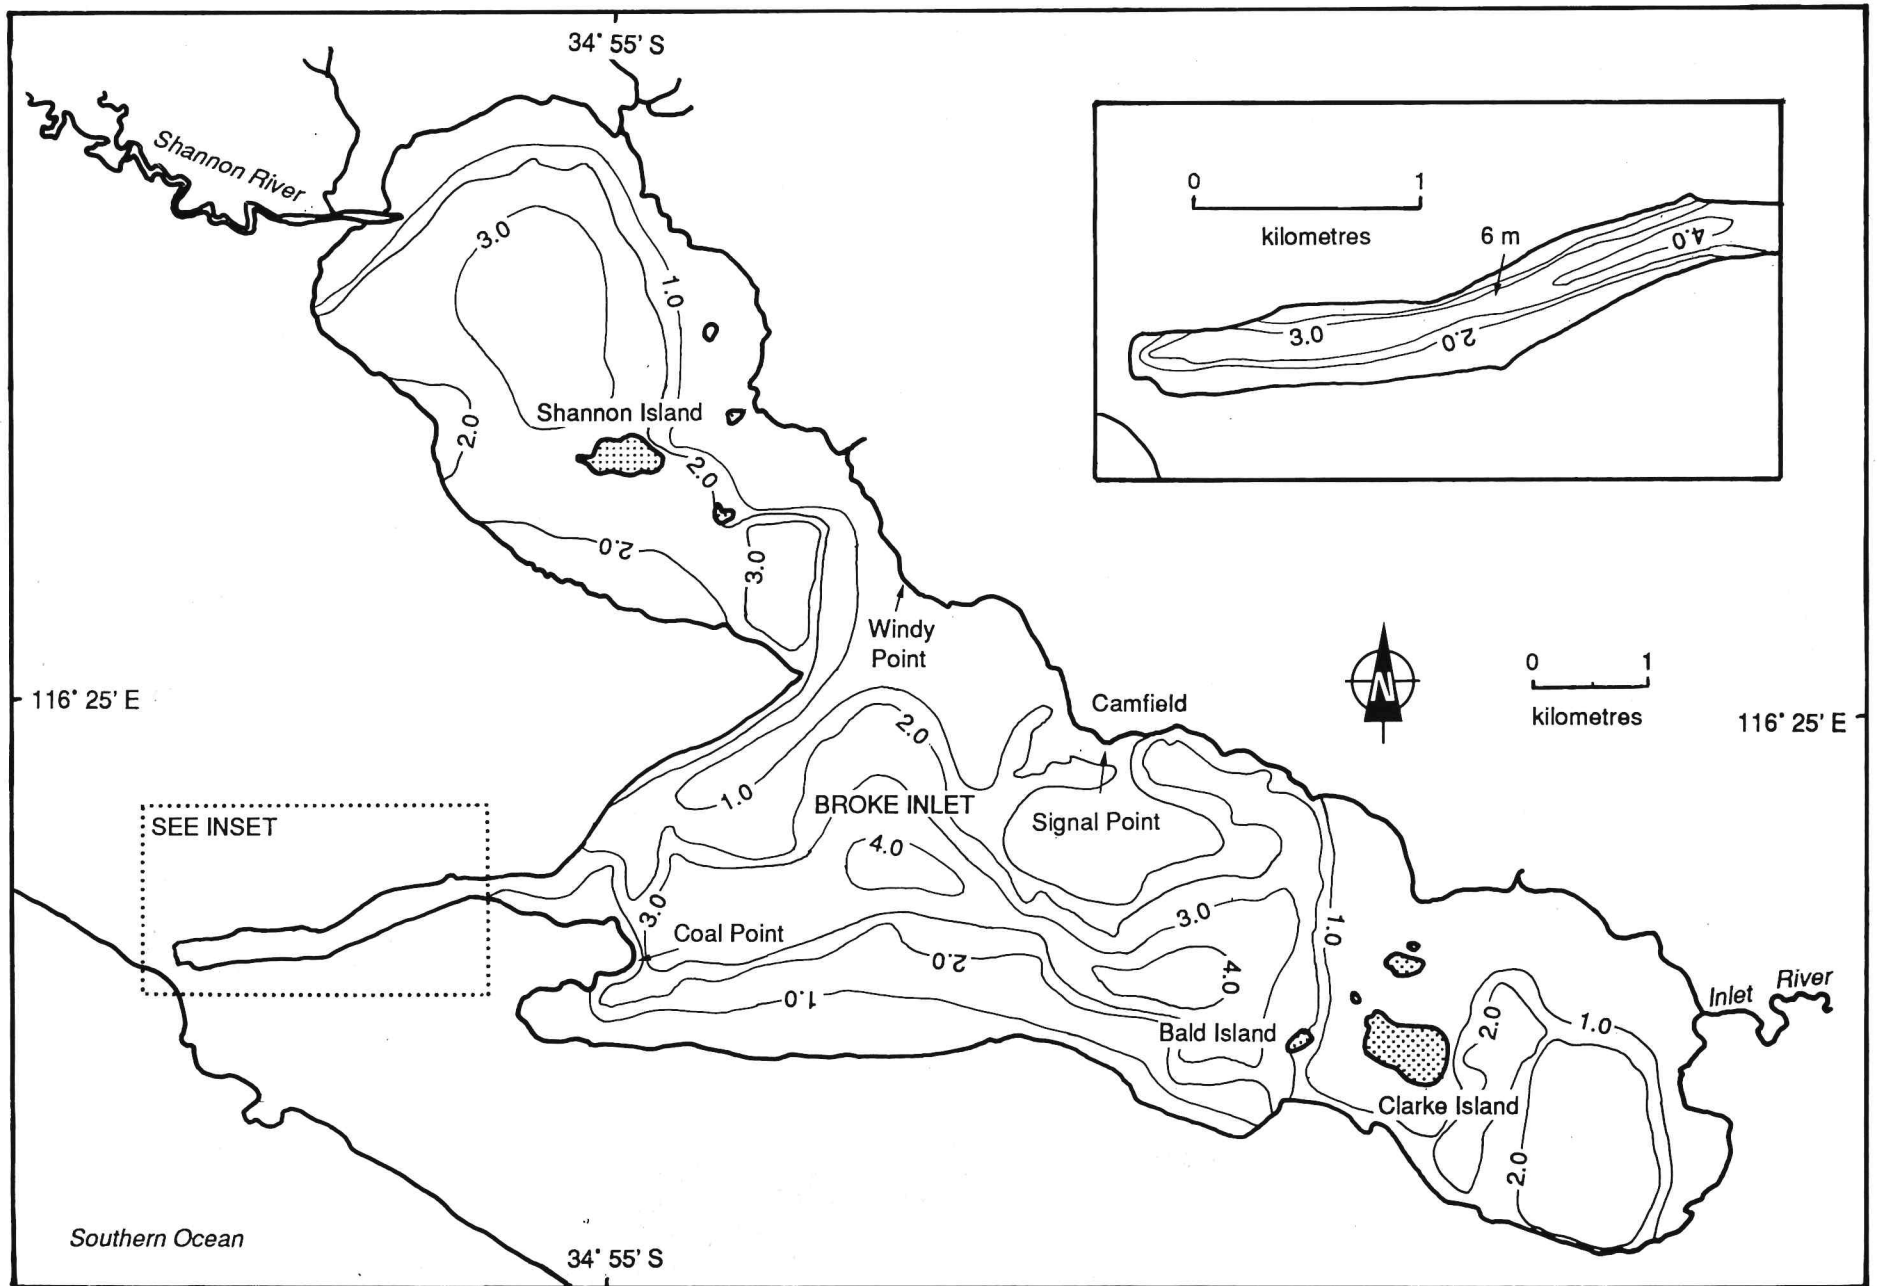 34° 55' S
Shannon River
3.0
1.0
Shannon Island
2.0
2.0
2.0
3.0
Windy
Point
0 1
kilometres
6 m
4.0
3.0
2.0
116° 25' E
N
0 1
kilometres
116° 25' E
Camfield
2.0
1.0
BROKE INLET
Signal Point
4.0
SEE INSET
3.0
Coal Point
3.0
1.0
2.0
4.0
1.0
Bald Island
Inlet River
2.0
1.0
Clarke Island
2.0
Southern Ocean
34° 55' S